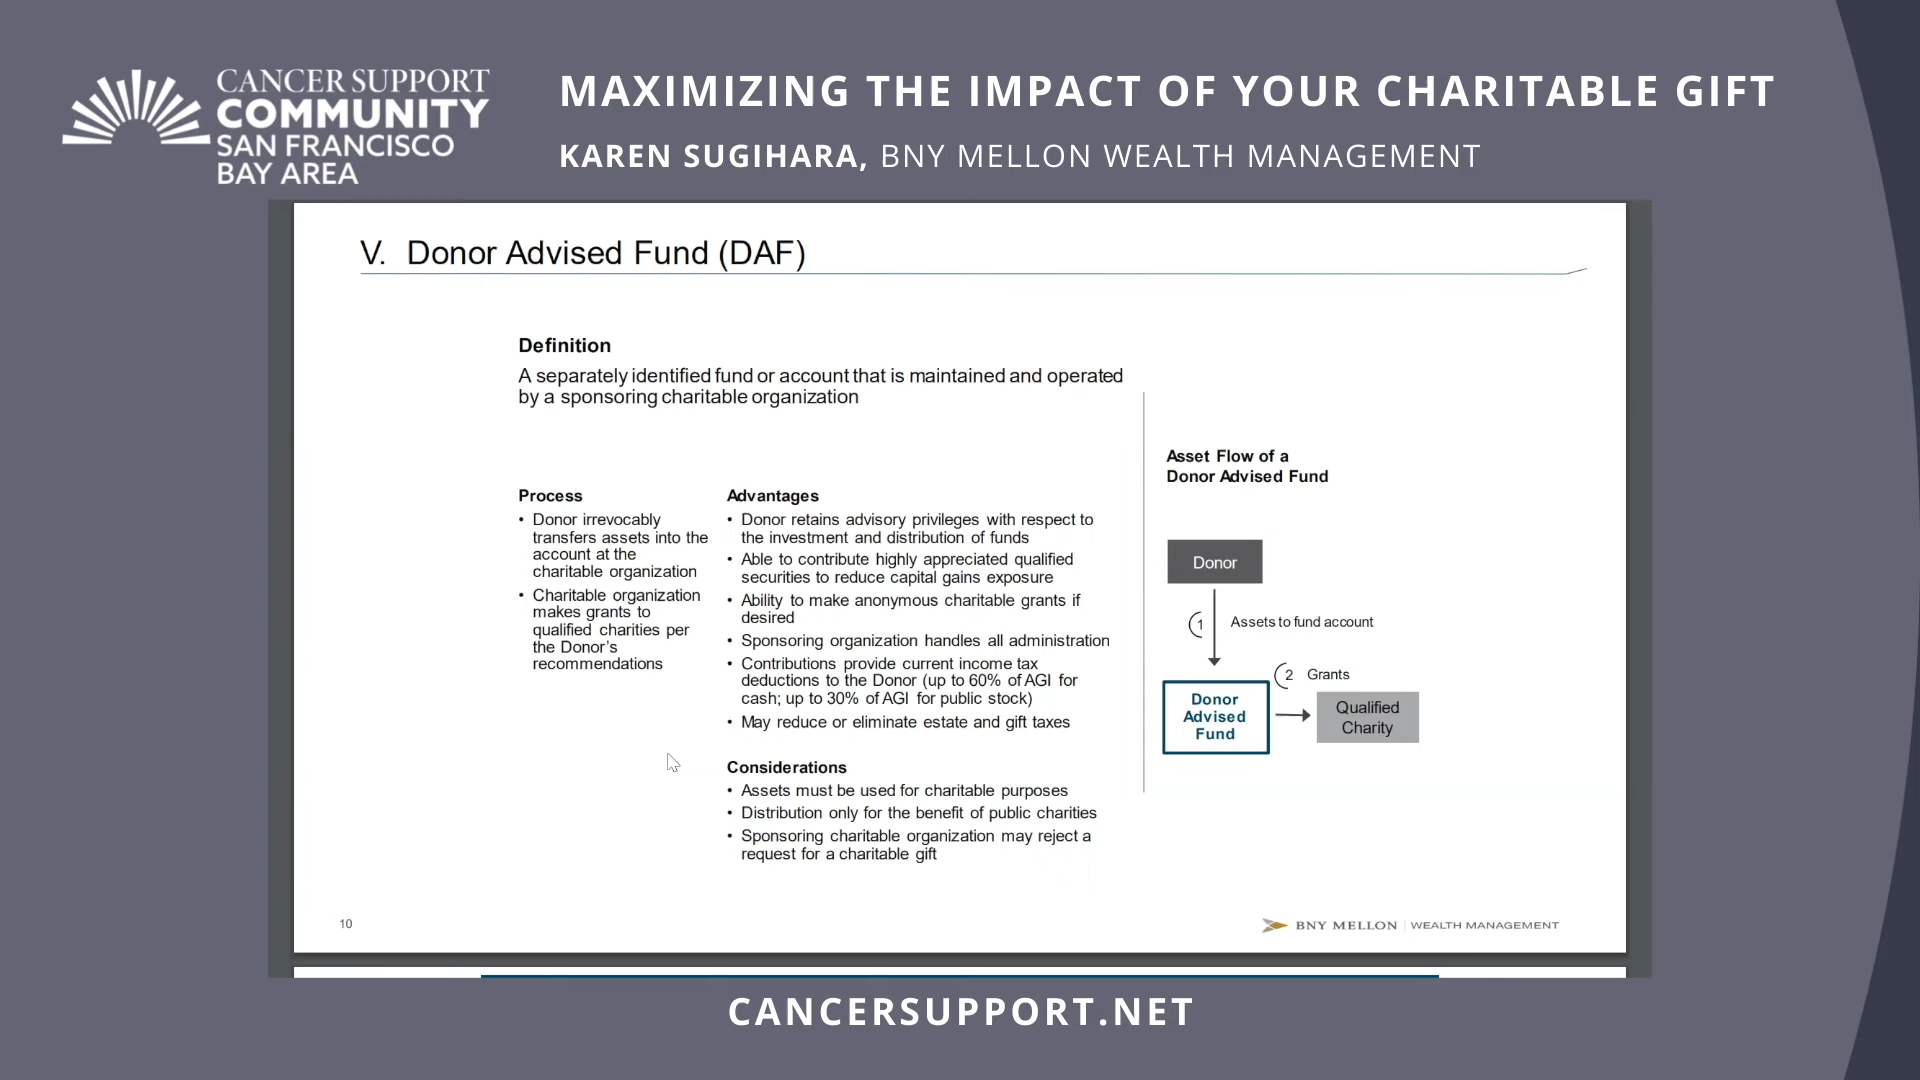 CANCER SUPPORT
COMMUNITY
SAN FRANCISCO
BAY AREA
MAXIMIZING THE IMPACT OF YOUR CHARITABLE GIFT
KAREN SUGIHARA, BNY MELLON WEALTH MANAGEMENT
V. Donor Advised Fund (DAF)
Definition
A separately identified fund or account that is maintained and operated
by a sponsoring charitable organization
Process
• Donor irrevocably
transfers assets into the
account at the
charitable organization
• Charitable organization
makes grants to
qualified charities per
the Donor's
recommendations
Advantages
• Donor retains advisory privileges with respect to
the investment and distribution of funds
• Able to contribute highly appreciated qualified
securities to reduce capital gains exposure
• Ability to make anonymous charitable grants if
desired
• Sponsoring organization handles all administration
• Contributions provide current income tax
deductions to the Donor (up to 60% of AGI for
cash; up to 30% of AGI for public stock)
• May reduce or eliminate estate and gift taxes
Considerations
• Assets must be used for charitable purposes
• Distribution only for the benefit of public charities
• Sponsoring charitable organization may reject a
request for a charitable gift
Asset Flow of a
Donor Advised Fund
Donor
1 Assets to fund account
2 Grants
Donor
Advised
Fund
Qualified
Charity
10
BNY MELLON | WEALTH MANAGEMENT
CANCERSUPPORT.NET